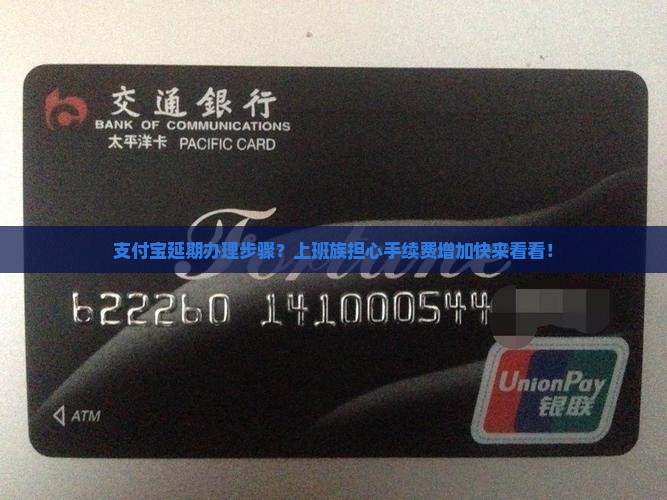 交通銀行
BANK OF COMMUNICATIONS
太平洋卡 PACIFIC CARD
Fortune
支付宝延期办理步骤？上班族担心手续费增加快来看看！
622260 141000544
UnionPay
银联
ATM